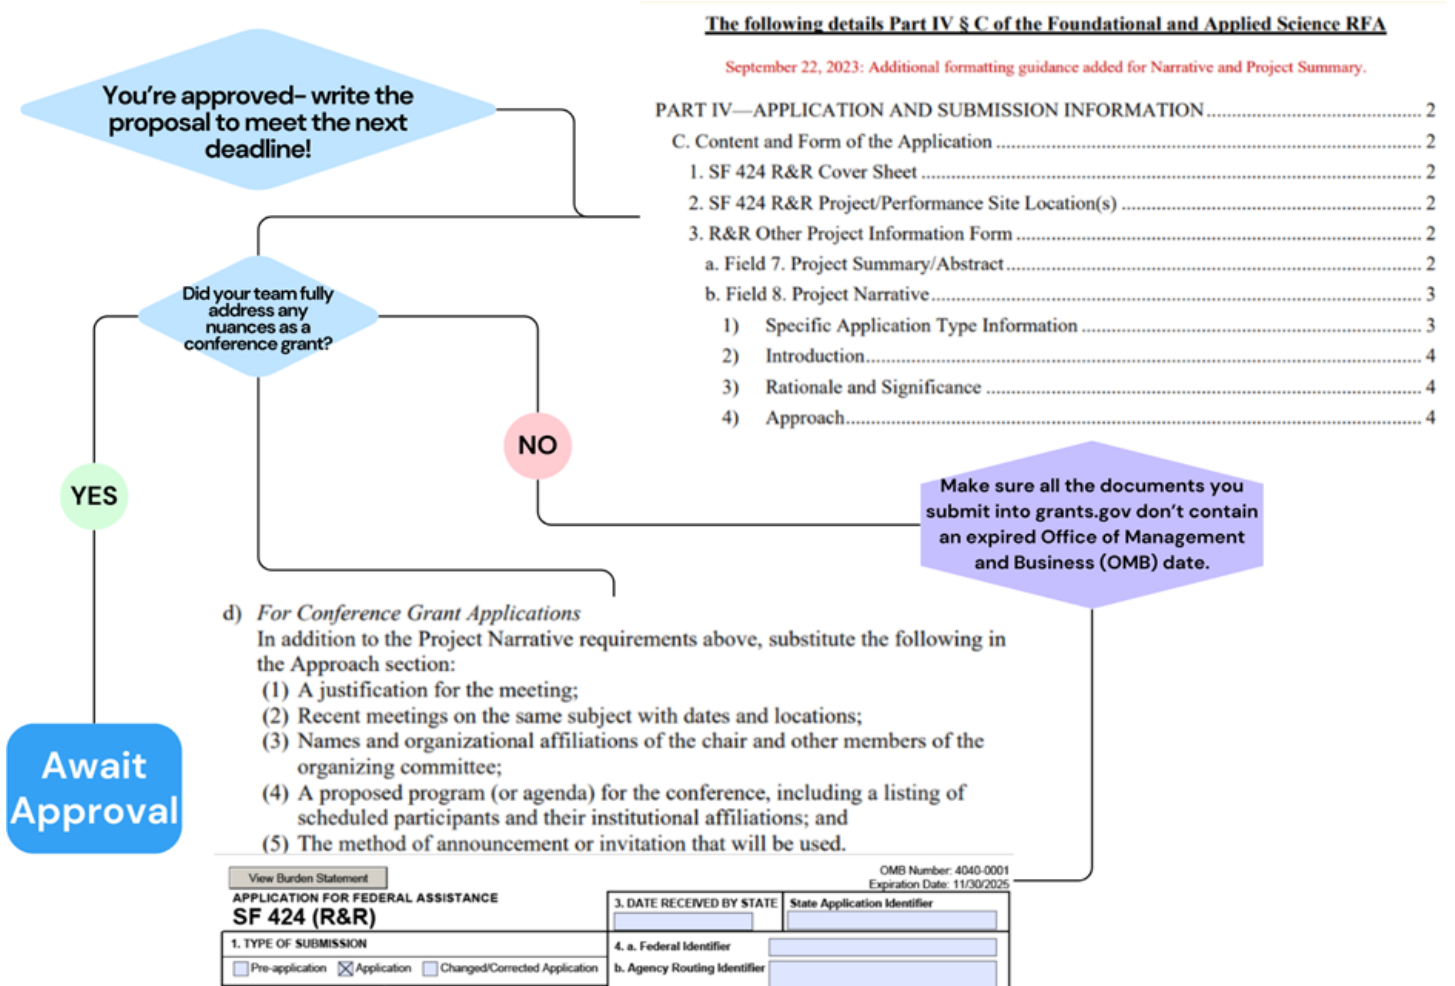 The following details Part IV § C of the Foundational and Applied Science RFA
September 22, 2023: Additional formatting guidance added for Narrative and Project Summary.
You're approved– write the
proposal to meet the next
deadline!
PART IV—APPLICATION AND SUBMISSION INFORMATION ... 2
C. Content and Form of the Application ... 2
1. SF 424 R&R Cover Sheet ... 2
2. SF 424 R&R Project/Performance Site Location(s) ... 2
3. R&R Other Project Information Form ... 2
a. Field 7. Project Summary/Abstract ... 2
b. Field 8. Project Narrative ... 3
1) Specific Application Type Information ... 3
2) Introduction ... 4
3) Rationale and Significance ... 4
4) Approach ... 4
Did your team fully
address any
nuances as a
conference grant?
NO
YES
Make sure all the documents you
submit into grants.gov don't contain
an expired Office of Management
and Business (OMB) date.
d) For Conference Grant Applications
In addition to the Project Narrative requirements above, substitute the following in
the Approach section:
(1) A justification for the meeting;
(2) Recent meetings on the same subject with dates and locations;
(3) Names and organizational affiliations of the chair and other members of the
organizing committee;
(4) A proposed program (or agenda) for the conference, including a listing of
scheduled participants and their institutional affiliations; and
(5) The method of announcement or invitation that will be used.
Await
Approval
View Burden Statement
OMB Number: 4040-0001
Expiration Date: 11/30/2025
APPLICATION FOR FEDERAL ASSISTANCE
SF 424 (R&R)
3. DATE RECEIVED BY STATE
State Application Identifier
1. TYPE OF SUBMISSION
Pre-application
Application
Changed/Corrected Application
4. a. Federal Identifier
b. Agency Routing Identifier